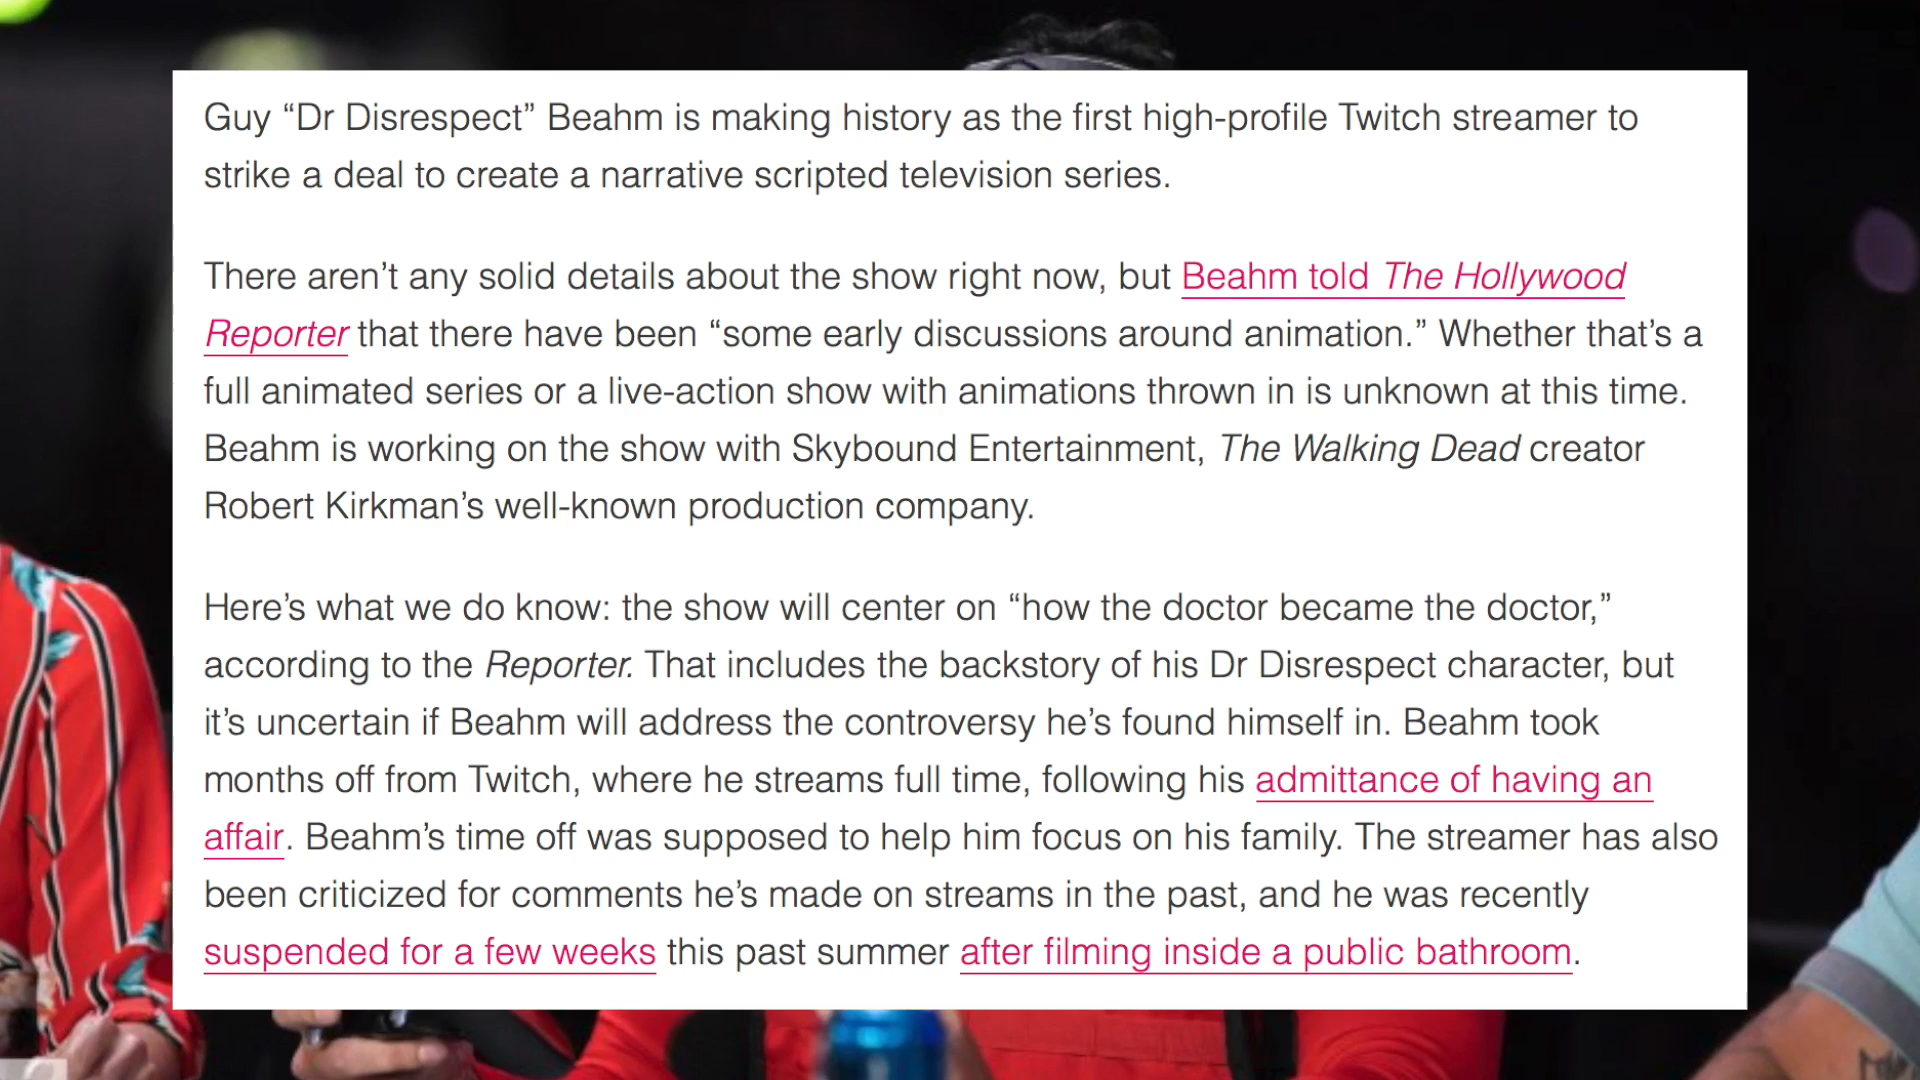 Guy “Dr Disrespect” Beahm is making history as the first high-profile Twitch streamer to
strike a deal to create a narrative scripted television series.
There aren’t any solid details about the show right now, but Beahm told The Hollywood
Reporter that there have been “some early discussions around animation.” Whether that’s a
full animated series or a live-action show with animations thrown in is unknown at this time.
Beahm is working on the show with Skybound Entertainment, The Walking Dead creator
Robert Kirkman’s well-known production company.
Here’s what we do know: the show will center on “how the doctor became the doctor,”
according to the Reporter. That includes the backstory of his Dr Disrespect character, but
it’s uncertain if Beahm will address the controversy he’s found himself in. Beahm took
months off from Twitch, where he streams full time, following his admittance of having an
affair. Beahm’s time off was supposed to help him focus on his family. The streamer has also
been criticized for comments he’s made on streams in the past, and he was recently
suspended for a few weeks this past summer after filming inside a public bathroom.